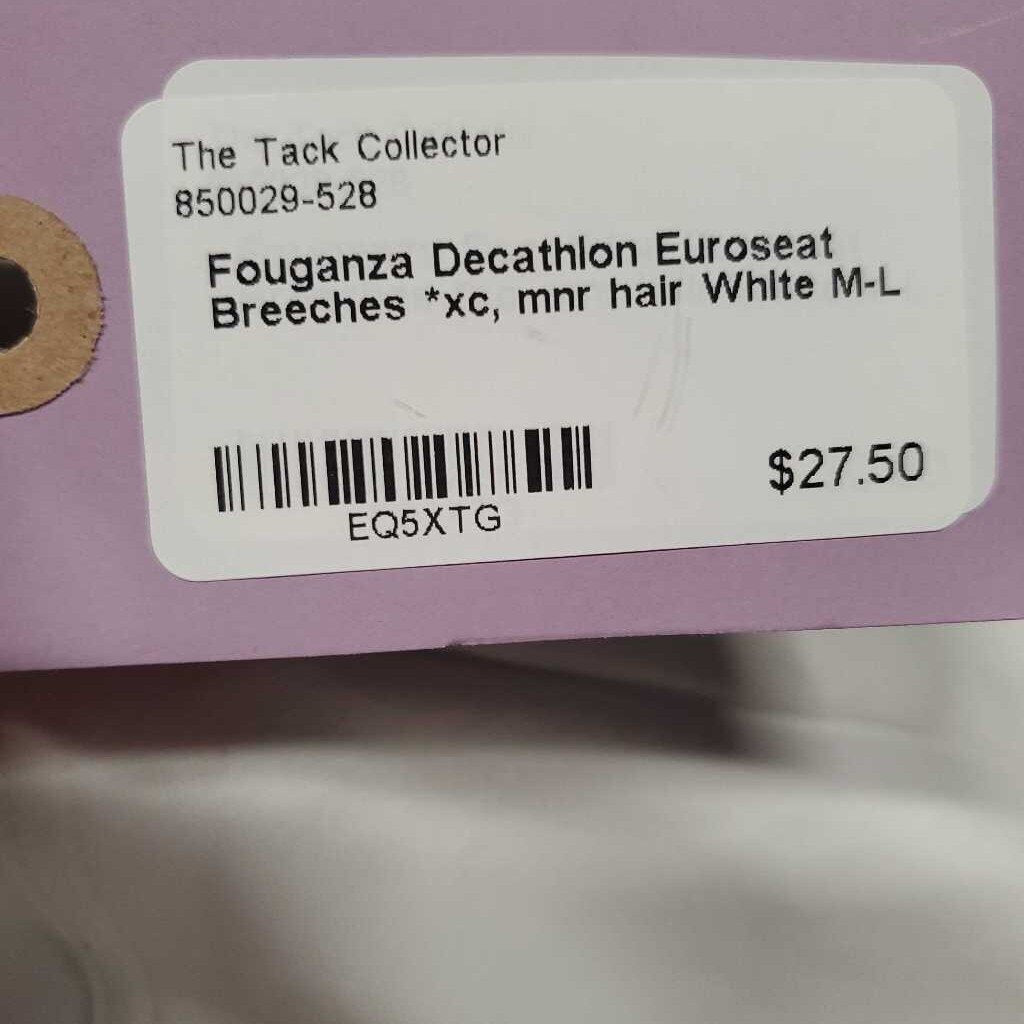 The Tack Collector
850029-528
Fouganza Decathlon Euroseat
Breeches *xc, mnr hair White M-L
EQ5XTG
$27.50